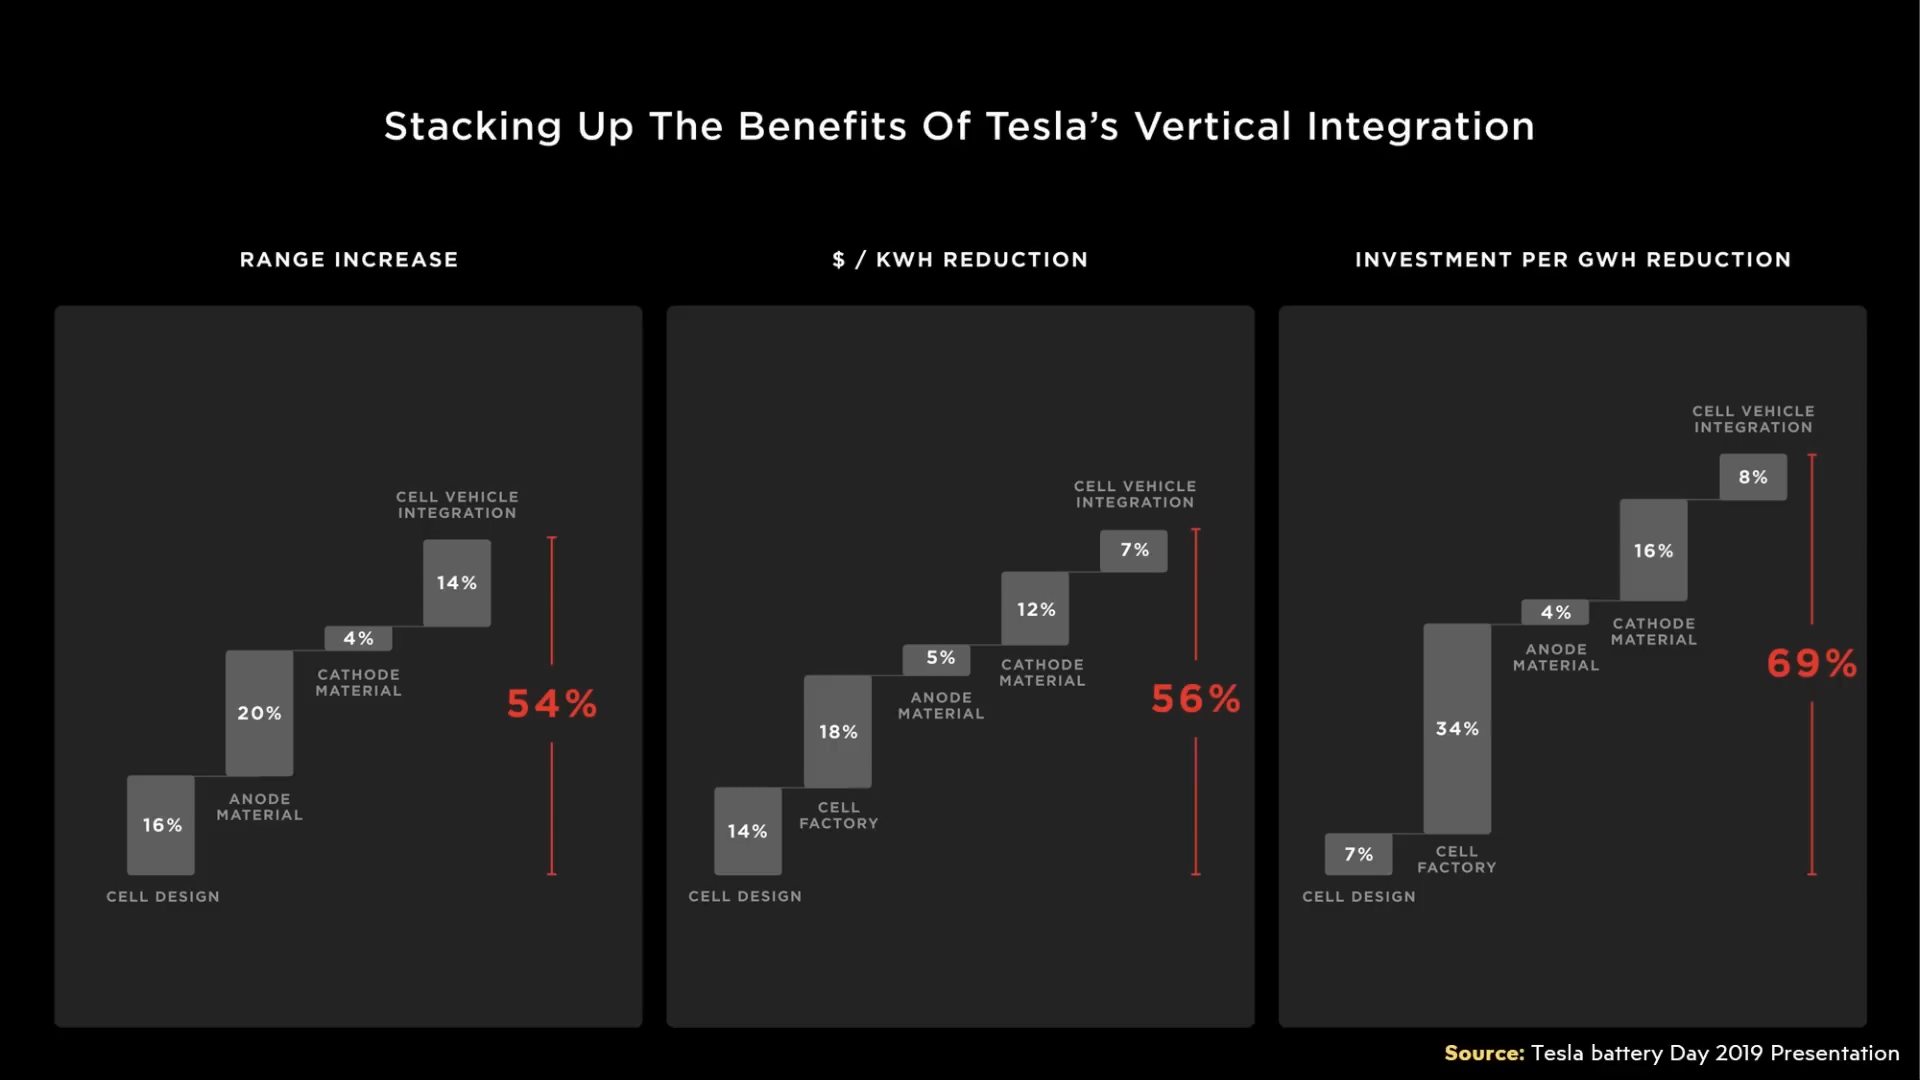 Stacking Up The Benefits Of Tesla’s Vertical Integration
RANGE INCREASE
CELL VEHICLE
INTEGRATION
14%
4%
CATHODE
MATERIAL
20%
ANODE
MATERIAL
16%
CELL DESIGN
54%
$ / KWH REDUCTION
CELL VEHICLE
INTEGRATION
7%
12%
CATHODE
MATERIAL
5%
ANODE
MATERIAL
18%
CELL
FACTORY
14%
CELL DESIGN
56%
INVESTMENT PER GWH REDUCTION
CELL VEHICLE
INTEGRATION
8%
16%
CATHODE
MATERIAL
4%
ANODE
MATERIAL
34%
CELL
FACTORY
7%
CELL DESIGN
69%
Source: Tesla battery Day 2019 Presentation